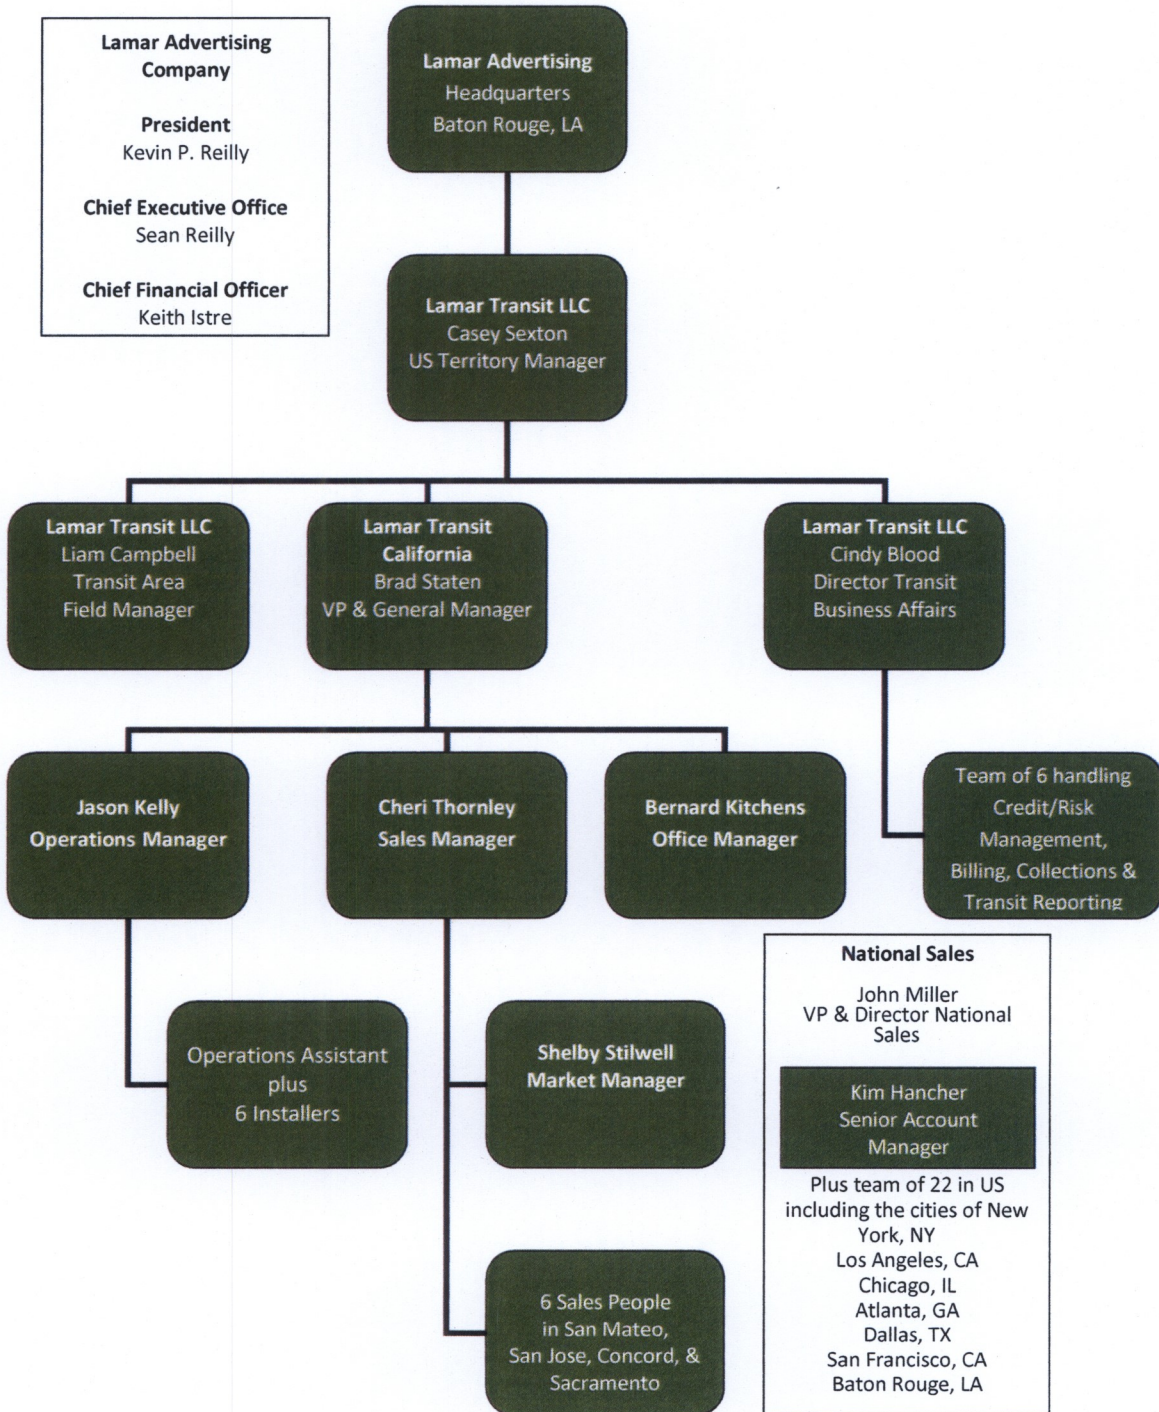 Lamar Advertising
Company
President
Kevin P. Reilly
Chief Executive Office
Sean Reilly
Chief Financial Officer
Keith Istre
Lamar Advertising
Headquarters
Baton Rouge, LA
Lamar Transit LLC
Casey Sexton
US Territory Manager
Lamar Transit LLC
Liam Campbell
Transit Area
Field Manager
Lamar Transit
California
Brad Staten
VP & General Manager
Lamar Transit LLC
Cindy Blood
Director Transit
Business Affairs
Jason Kelly
Operations Manager
Cheri Thornley
Sales Manager
Bernard Kitchens
Office Manager
Team of 6 handling
Credit/Risk
Management,
Billing, Collections &
Transit Reporting
Operations Assistant
plus
6 Installers
Shelby Stilwell
Market Manager
6 Sales People
in San Mateo,
San Jose, Concord, &
Sacramento
National Sales
John Miller
VP & Director National
Sales
Kim Hancher
Senior Account
Manager
Plus team of 22 in US
including the cities of New
York, NY
Los Angeles, CA
Chicago, IL
Atlanta, GA
Dallas, TX
San Francisco, CA
Baton Rouge, LA